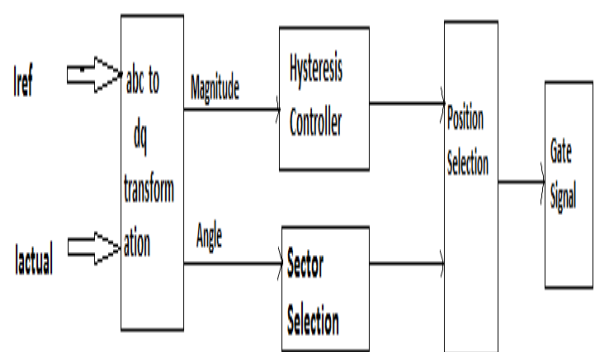 Iref
Iactual
abc to
dq
transform
ation
Magnitude
Angle
Hysteresis
Controller
Sector
Selection
Position
Selection
Gate
Signal